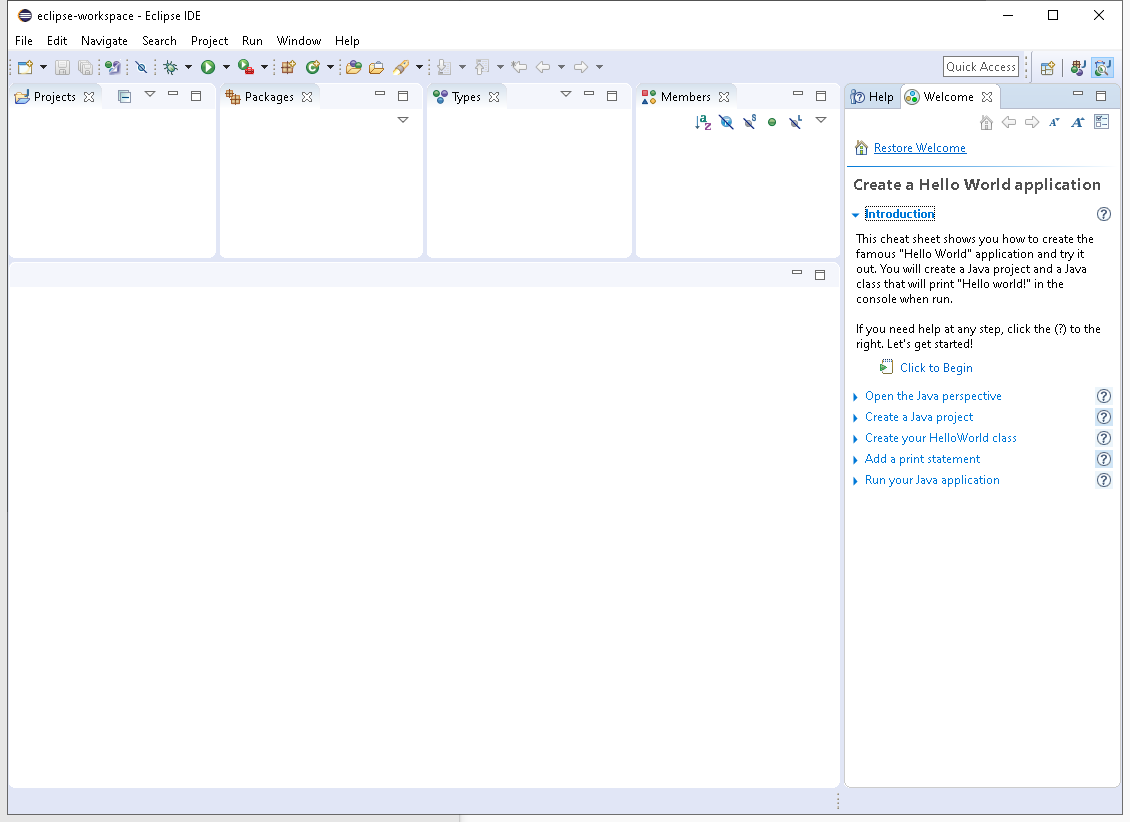 eclipse-workspace - Eclipse IDE
File Edit Navigate Search Project Run Window Help
Quick Access
Projects Packages Types Members Help Welcome
Restore Welcome
Create a Hello World application
Introduction
This cheat sheet shows you how to create the
famous "Hello World" application and try it
out. You will create a Java project and a Java
class that will print "Hello world!" in the
console when run.
If you need help at any step, click the (?) to the
right. Let's get started!
Click to Begin
Open the Java perspective
Create a Java project
Create your HelloWorld class
Add a print statement
Run your Java application